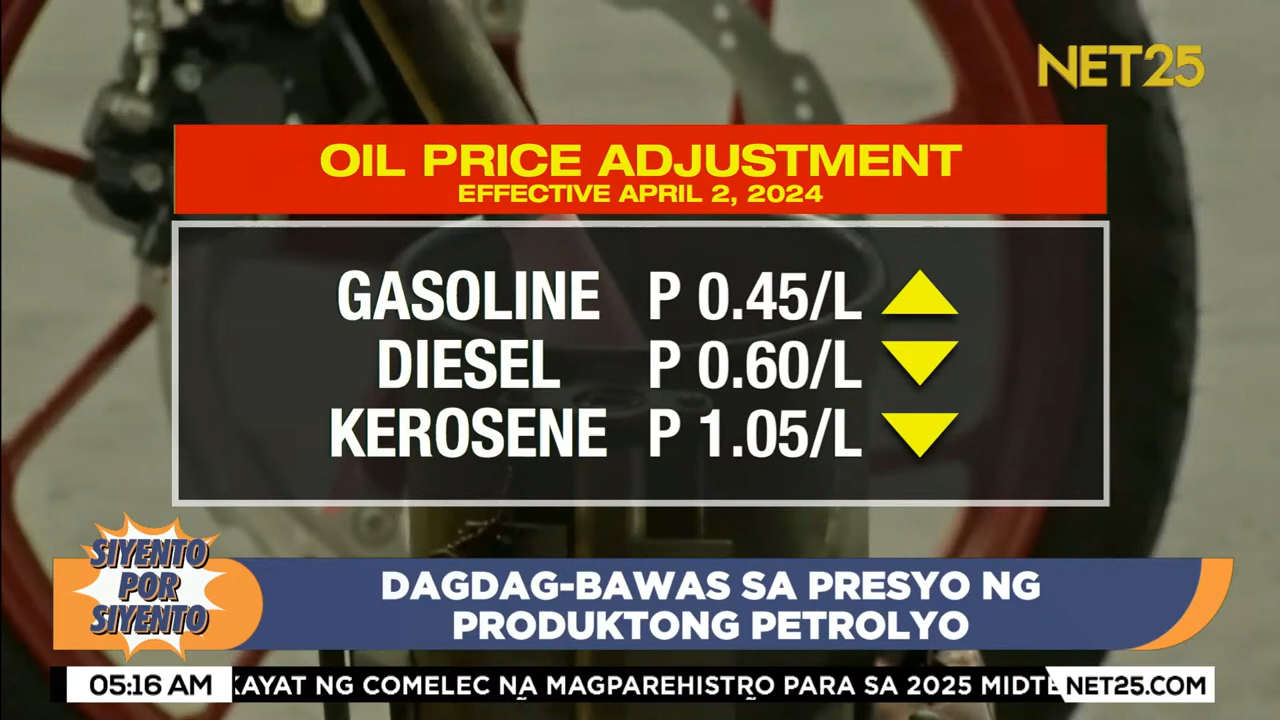 NET25
OIL PRICE ADJUSTMENT
EFFECTIVE APRIL 2, 2024
GASOLINE P 0.45/L
DIESEL P 0.60/L
KEROSENE P 1.05/L
SIYENTO
POR
SIYENTO
DAGDAG-BAWAS SA PRESYO NG
PRODUKTONG PETROLYO
05:16 AM KAYAT NG COMELEC NA MAGPAREHISTRO PARA SA 2025 MIDTE NET25.COM